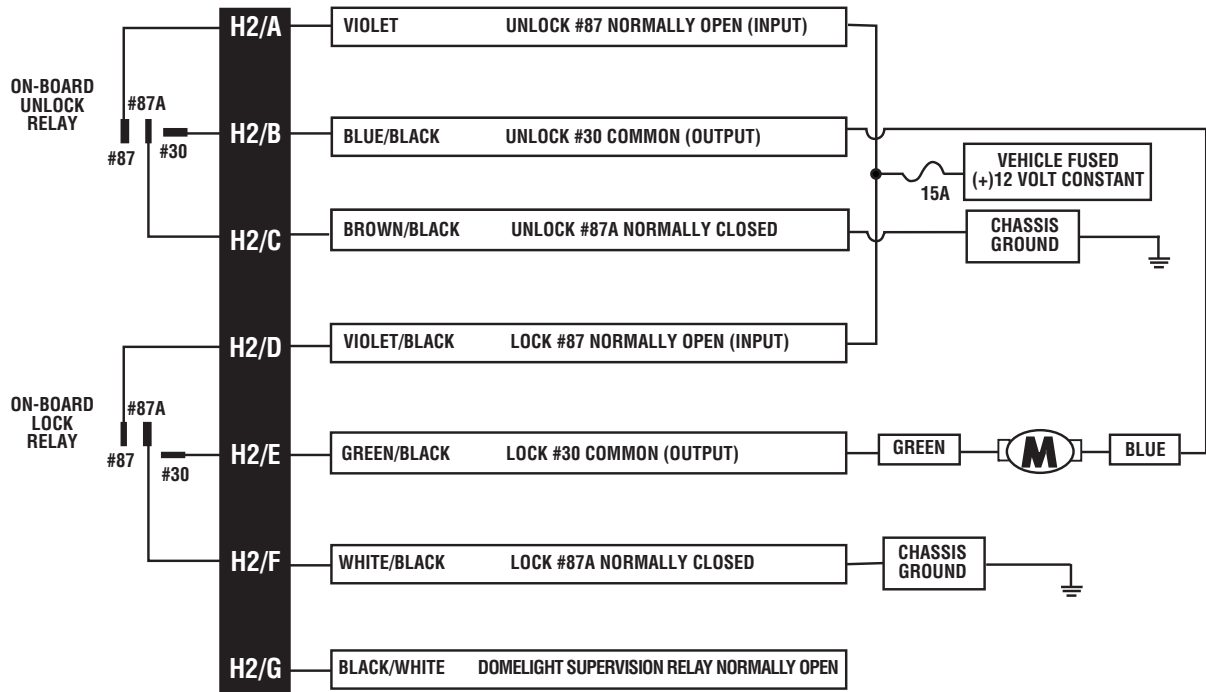 H2/A VIOLET UNLOCK #87 NORMALLY OPEN (INPUT)
ON-BOARD
UNLOCK
RELAY
#87A
#87
#30
H2/B BLUE/BLACK UNLOCK #30 COMMON (OUTPUT)
15A
VEHICLE FUSED
(+)12 VOLT CONSTANT
H2/C BROWN/BLACK UNLOCK #87A NORMALLY CLOSED
CHASSIS
GROUND
H2/D VIOLET/BLACK LOCK #87 NORMALLY OPEN (INPUT)
ON-BOARD
LOCK
RELAY
#87A
#87
#30
H2/E GREEN/BLACK LOCK #30 COMMON (OUTPUT)
GREEN
M
BLUE
H2/F WHITE/BLACK LOCK #87A NORMALLY CLOSED
CHASSIS
GROUND
H2/G BLACK/WHITE DOMELIGHT SUPERVISION RELAY NORMALLY OPEN